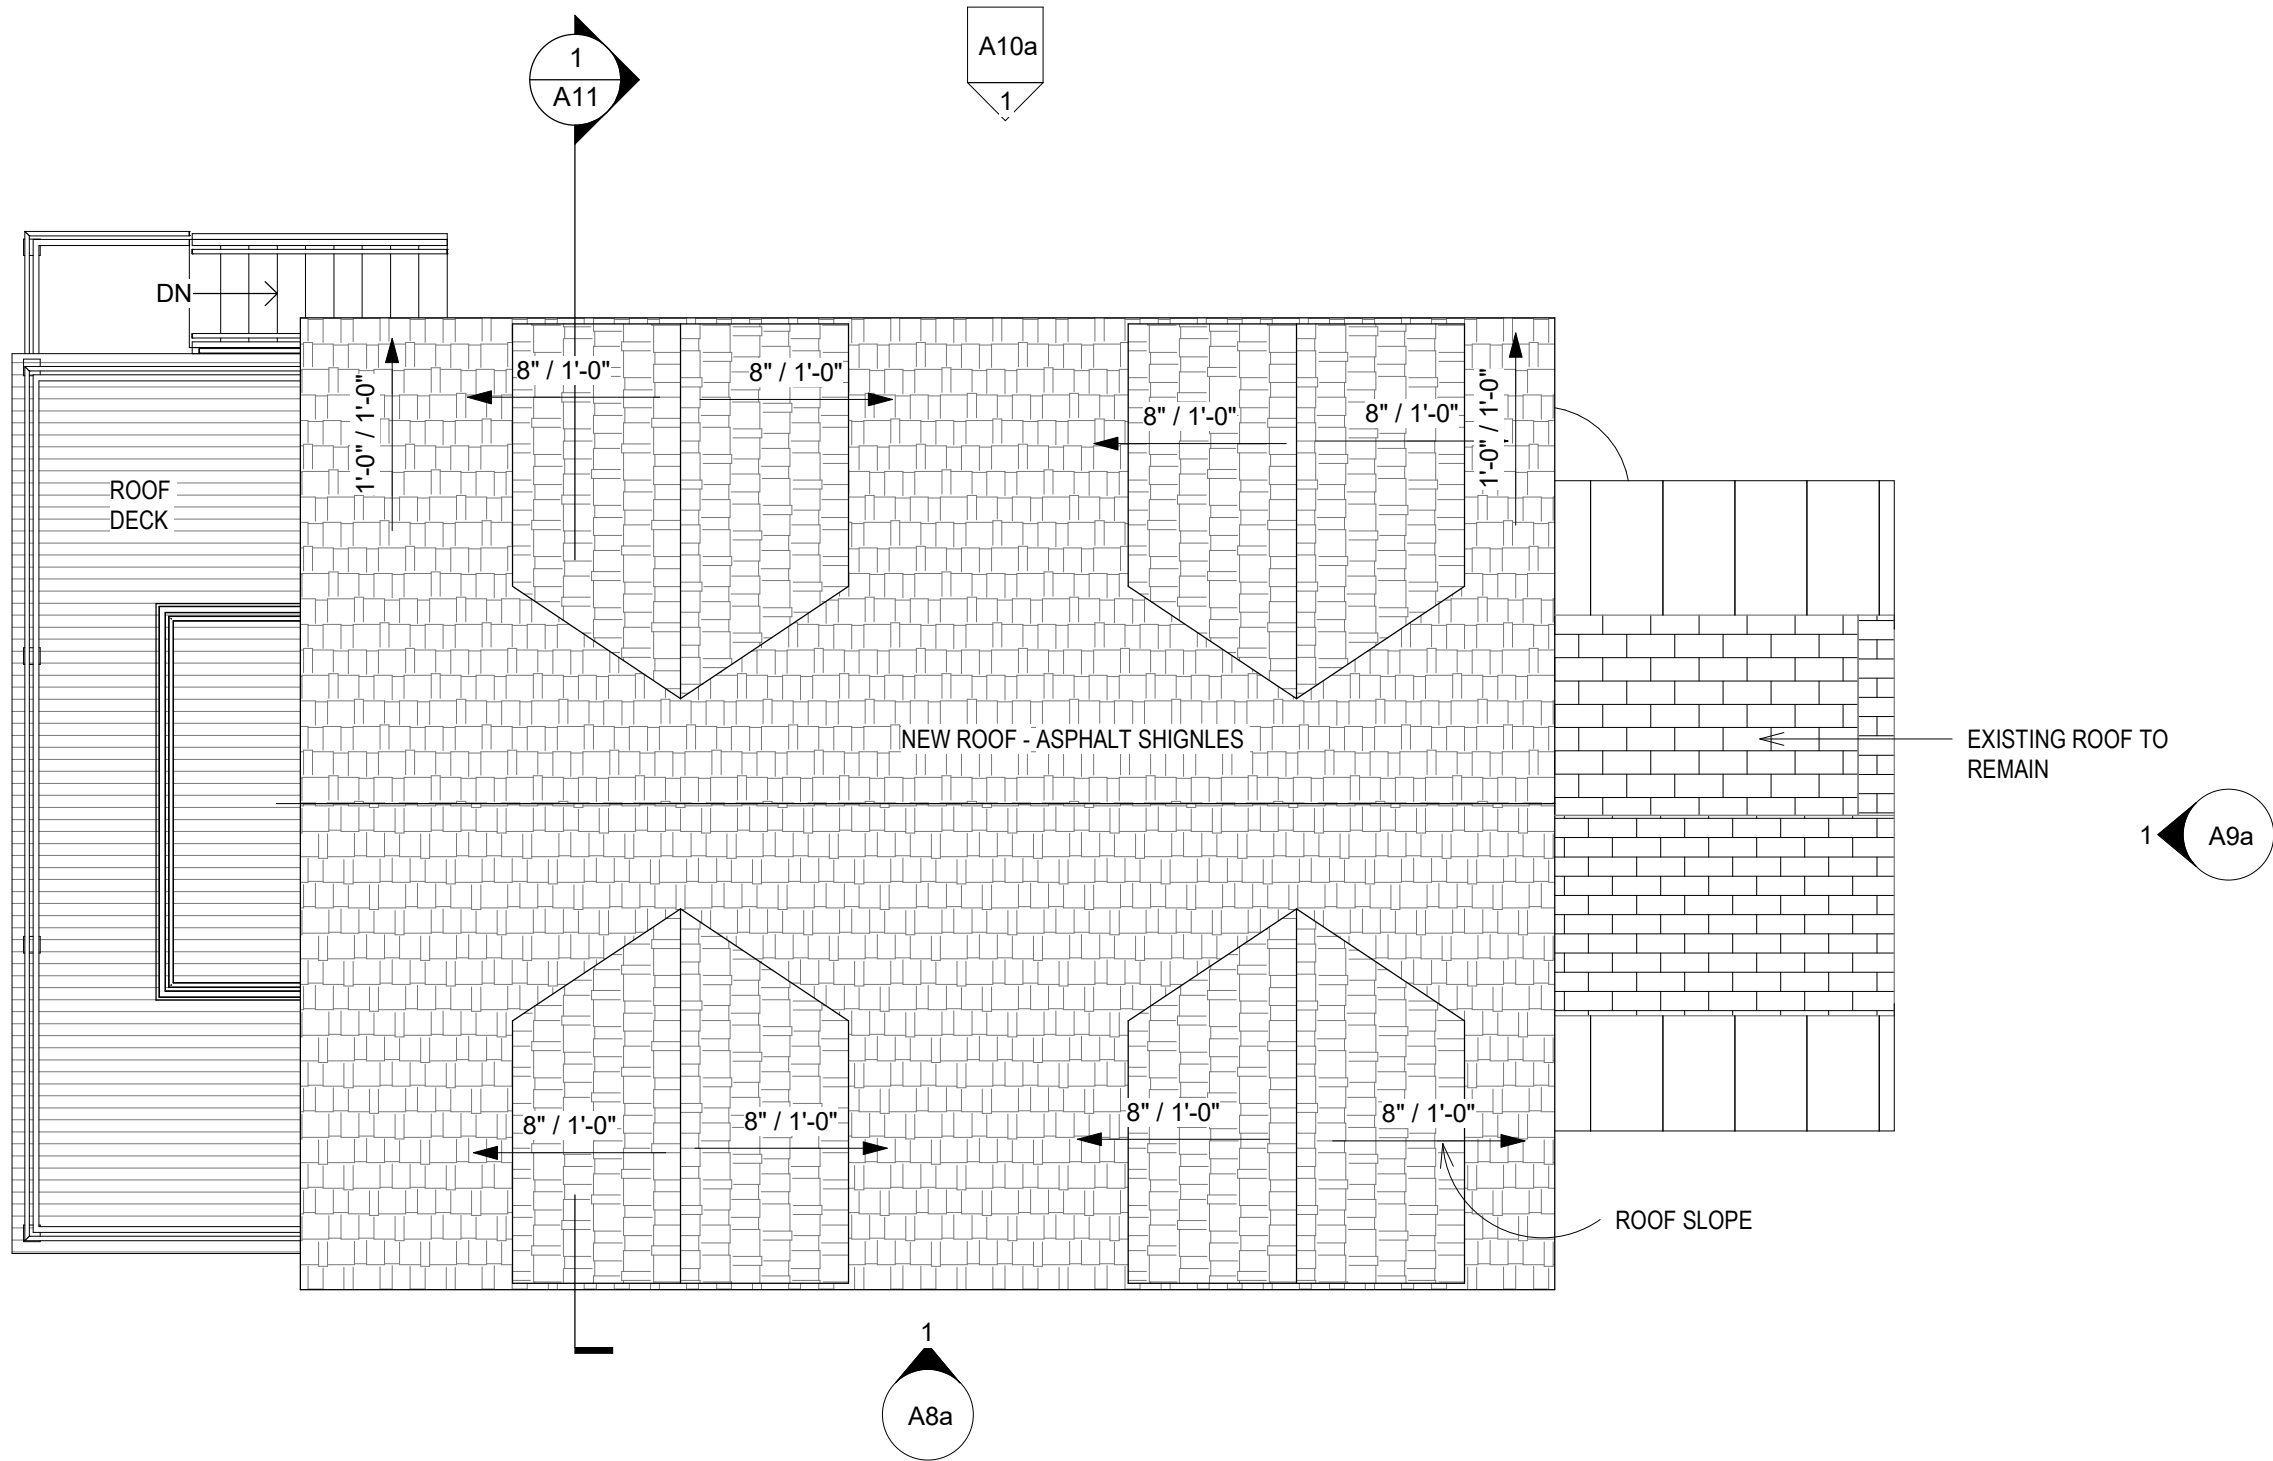 1
A11
A10a
1
DN
8" / 1'-0"
8" / 1'-0"
8" / 1'-0"
8" / 1'-0"
1'-0" / 1'-0"
1'-0" / 1'-0"
ROOF
DECK
NEW ROOF - ASPHALT SHIGNLES
EXISTING ROOF TO
REMAIN
1
A9a
8" / 1'-0"
8" / 1'-0"
8" / 1'-0"
8" / 1'-0"
ROOF SLOPE
1
A8a